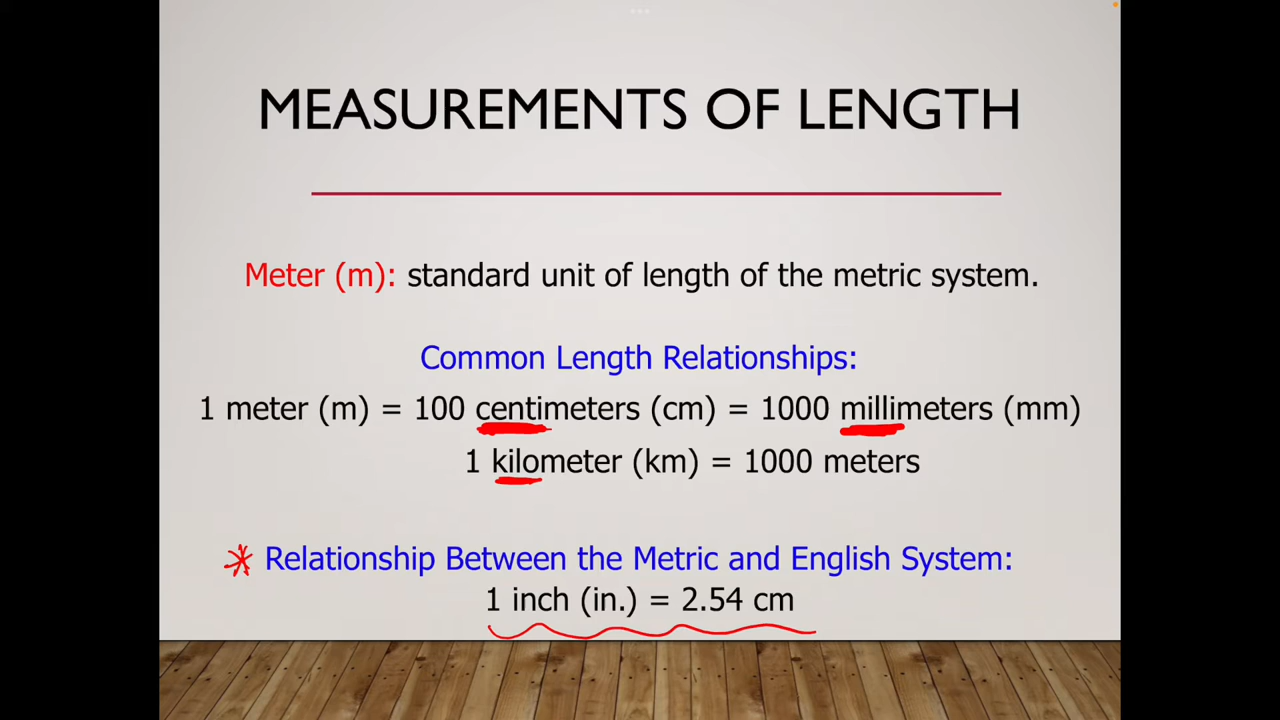 MEASUREMENTS OF LENGTH
Meter (m): standard unit of length of the metric system.
Common Length Relationships:
1 meter (m) = 100 centimeters (cm) = 1000 millimeters (mm)
1 kilometer (km) = 1000 meters
Relationship Between the Metric and English System:
1 inch (in.) = 2.54 cm